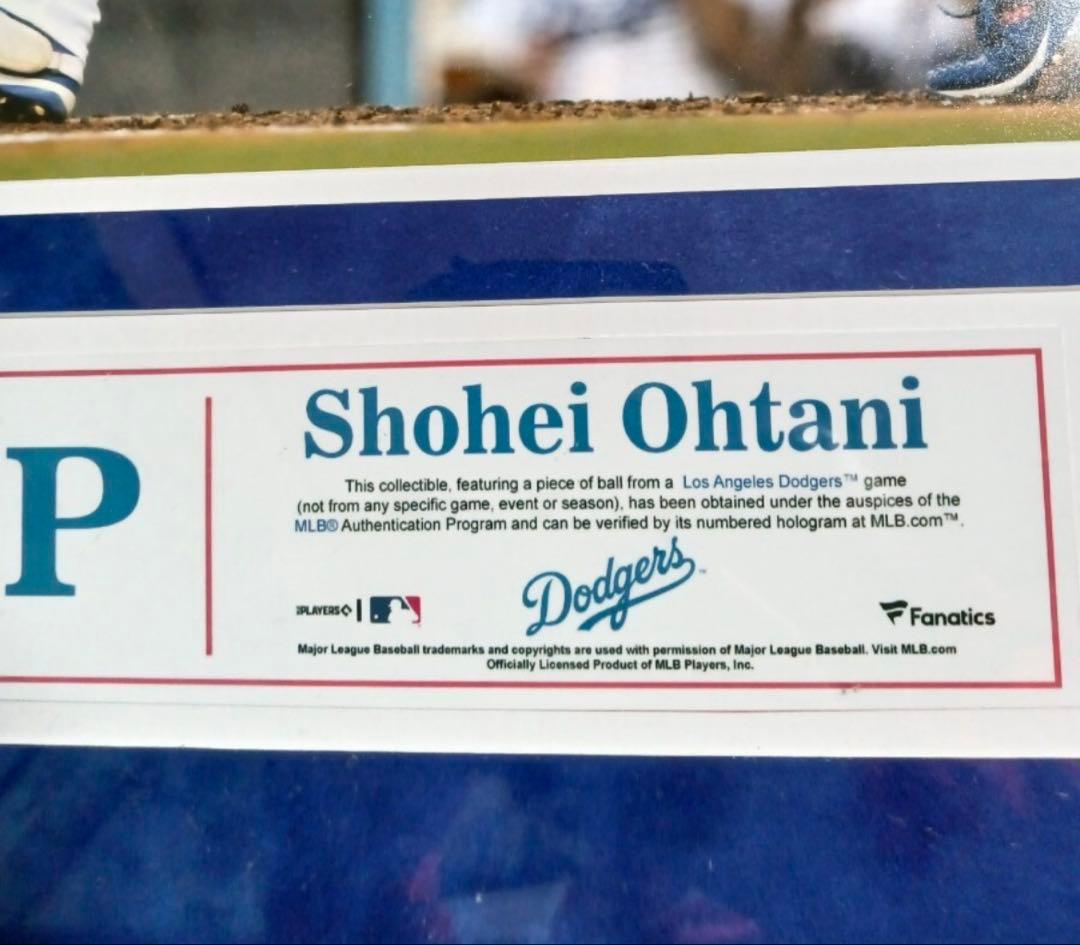 P
Shohei Ohtani
This collectible, featuring a piece of ball from a Los Angeles Dodgers™ game
(not from any specific game, event or season), has been obtained under the auspices of the
MLB® Authentication Program and can be verified by its numbered hologram at MLB.com™.
Dodgers™
PLAYERS
Fanatics
Major League Baseball trademarks and copyrights are used with permission of Major League Baseball. Visit MLB.com
Officially Licensed Product of MLB Players, Inc.